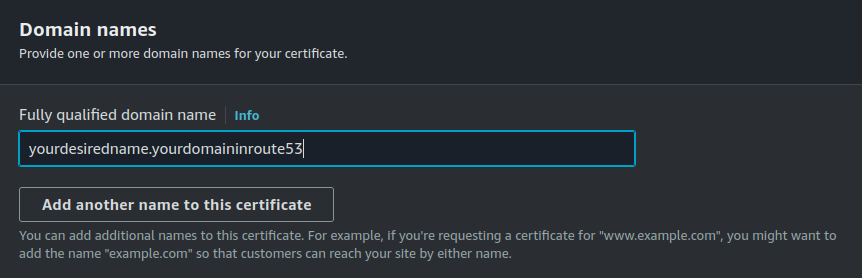 Domain names
Provide one or more domain names for your certificate.
Fully qualified domain name Info
yourdesiredname.yourdomaininroute53
Add another name to this certificate
You can add additional names to this certificate. For example, if you're requesting a certificate for "www.example.com", you might want to
add the name "example.com" so that customers can reach your site by either name.